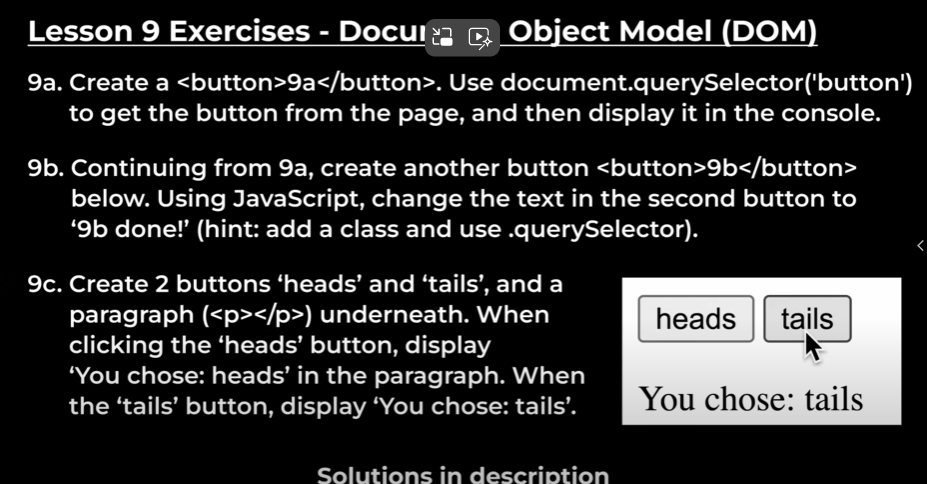 Lesson 9 Exercises - Docu Object Model (DOM)
9a. Create a <button>9a</button>. Use document.querySelector('button')
to get the button from the page, and then display it in the console.
9b. Continuing from 9a, create another button <button>9b</button>
below. Using JavaScript, change the text in the second button to
‘9b done!’ (hint: add a class and use .querySelector).
9c. Create 2 buttons ‘heads’ and ‘tails’, and a
paragraph (<p></p>) underneath. When
clicking the ‘heads’ button, display
‘You chose: heads’ in the paragraph. When
the ‘tails’ button, display ‘You chose: tails’.
heads tails
You chose: tails
Solutions in description